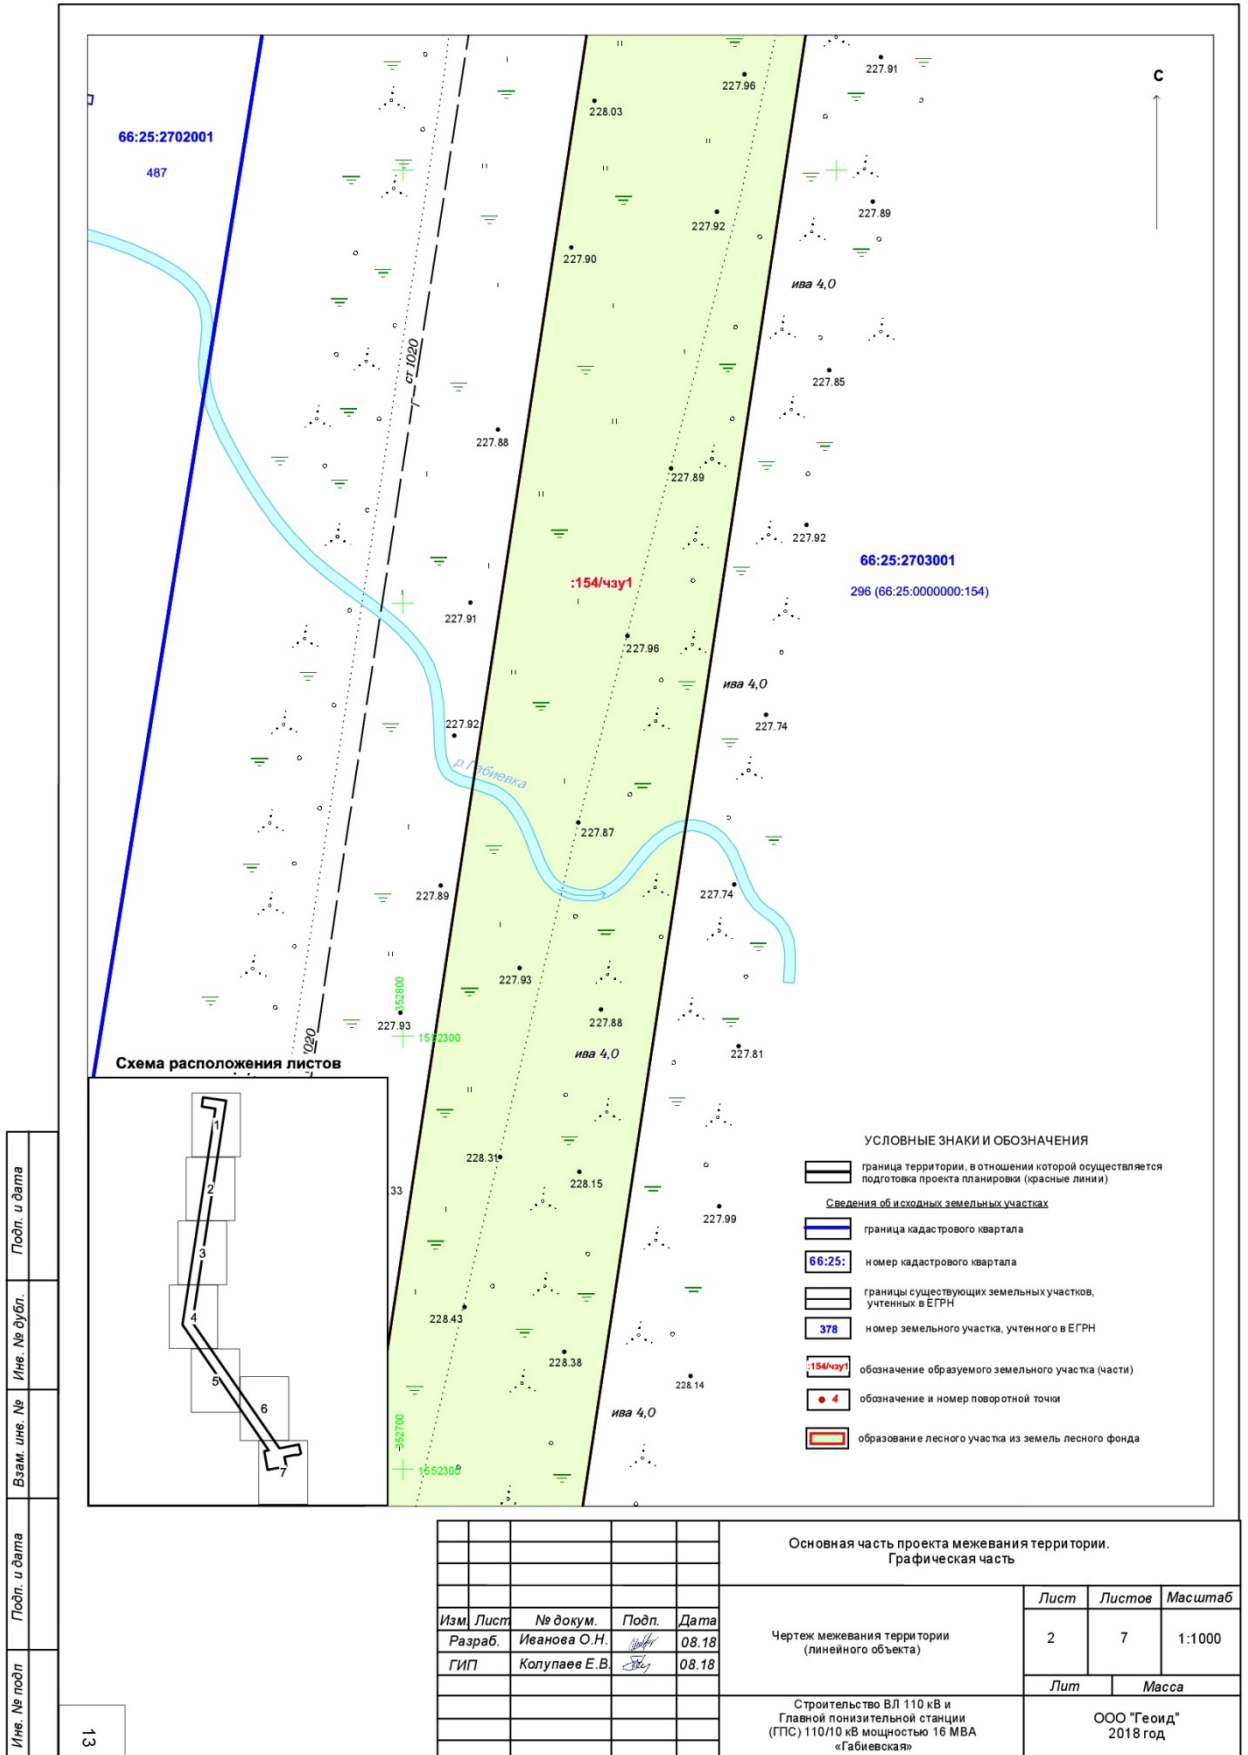 С
227.91
227.96
228.03
66:25:2702001
487
227.89
227.92
227.90
ива 4,0
Г
ст 1020
227.85
227.88
227.89
227.92
66:25:2703001
:154/чзу1
296 (66:25:0000000:154)
227.91
227.96
ива 4,0
227.74
227.92
р.Габиевка
227.87
227.89
227.74
227.93
352800
227.93
227.88
1552300
ива 4,0
227.81
Схема расположения листов
1
2
3
4
5
6
7
228.31
228.15
.33
227.99
228.43
228.38
228.14
ива 4,0
352700
1552300
УСЛОВНЫЕ ЗНАКИ И ОБОЗНАЧЕНИЯ
граница территории, в отношении которой осуществляется
подготовка проекта планировки (красные линии)
Сведения об исходных земельных участках
граница кадастрового квартала
66:25: номер кадастрового квартала
границы существующих земельных участков,
учтенных в ЕГРН
378 номер земельного участка, учтенного в ЕГРН
:154/чзу1 обозначение образуемого земельного участка (части)
4 обозначение и номер поворотной точки
образование лесного участка из земель лесного фонда
Подп. и дата
Инв. № дубл.
Взам. инв. №
Подп. и дата
Инв. № подп
13
Основная часть проекта межевания территории.
Графическая часть
Изм. Лист № докум. Подп. Дата
Разраб. Иванова О.Н. 08.18
ГИП Колупаев Е.В. 08.18
Чертеж межевания территории
(линейного объекта)
Лист Листов Масштаб
2 7 1:1000
Лит Масса
Строительство ВЛ 110 кВ и
Главной понизительной станции
(ГПС) 110/10 кВ мощностью 16 МВА
«Габиевская»
ООО "Геоид"
2018 год